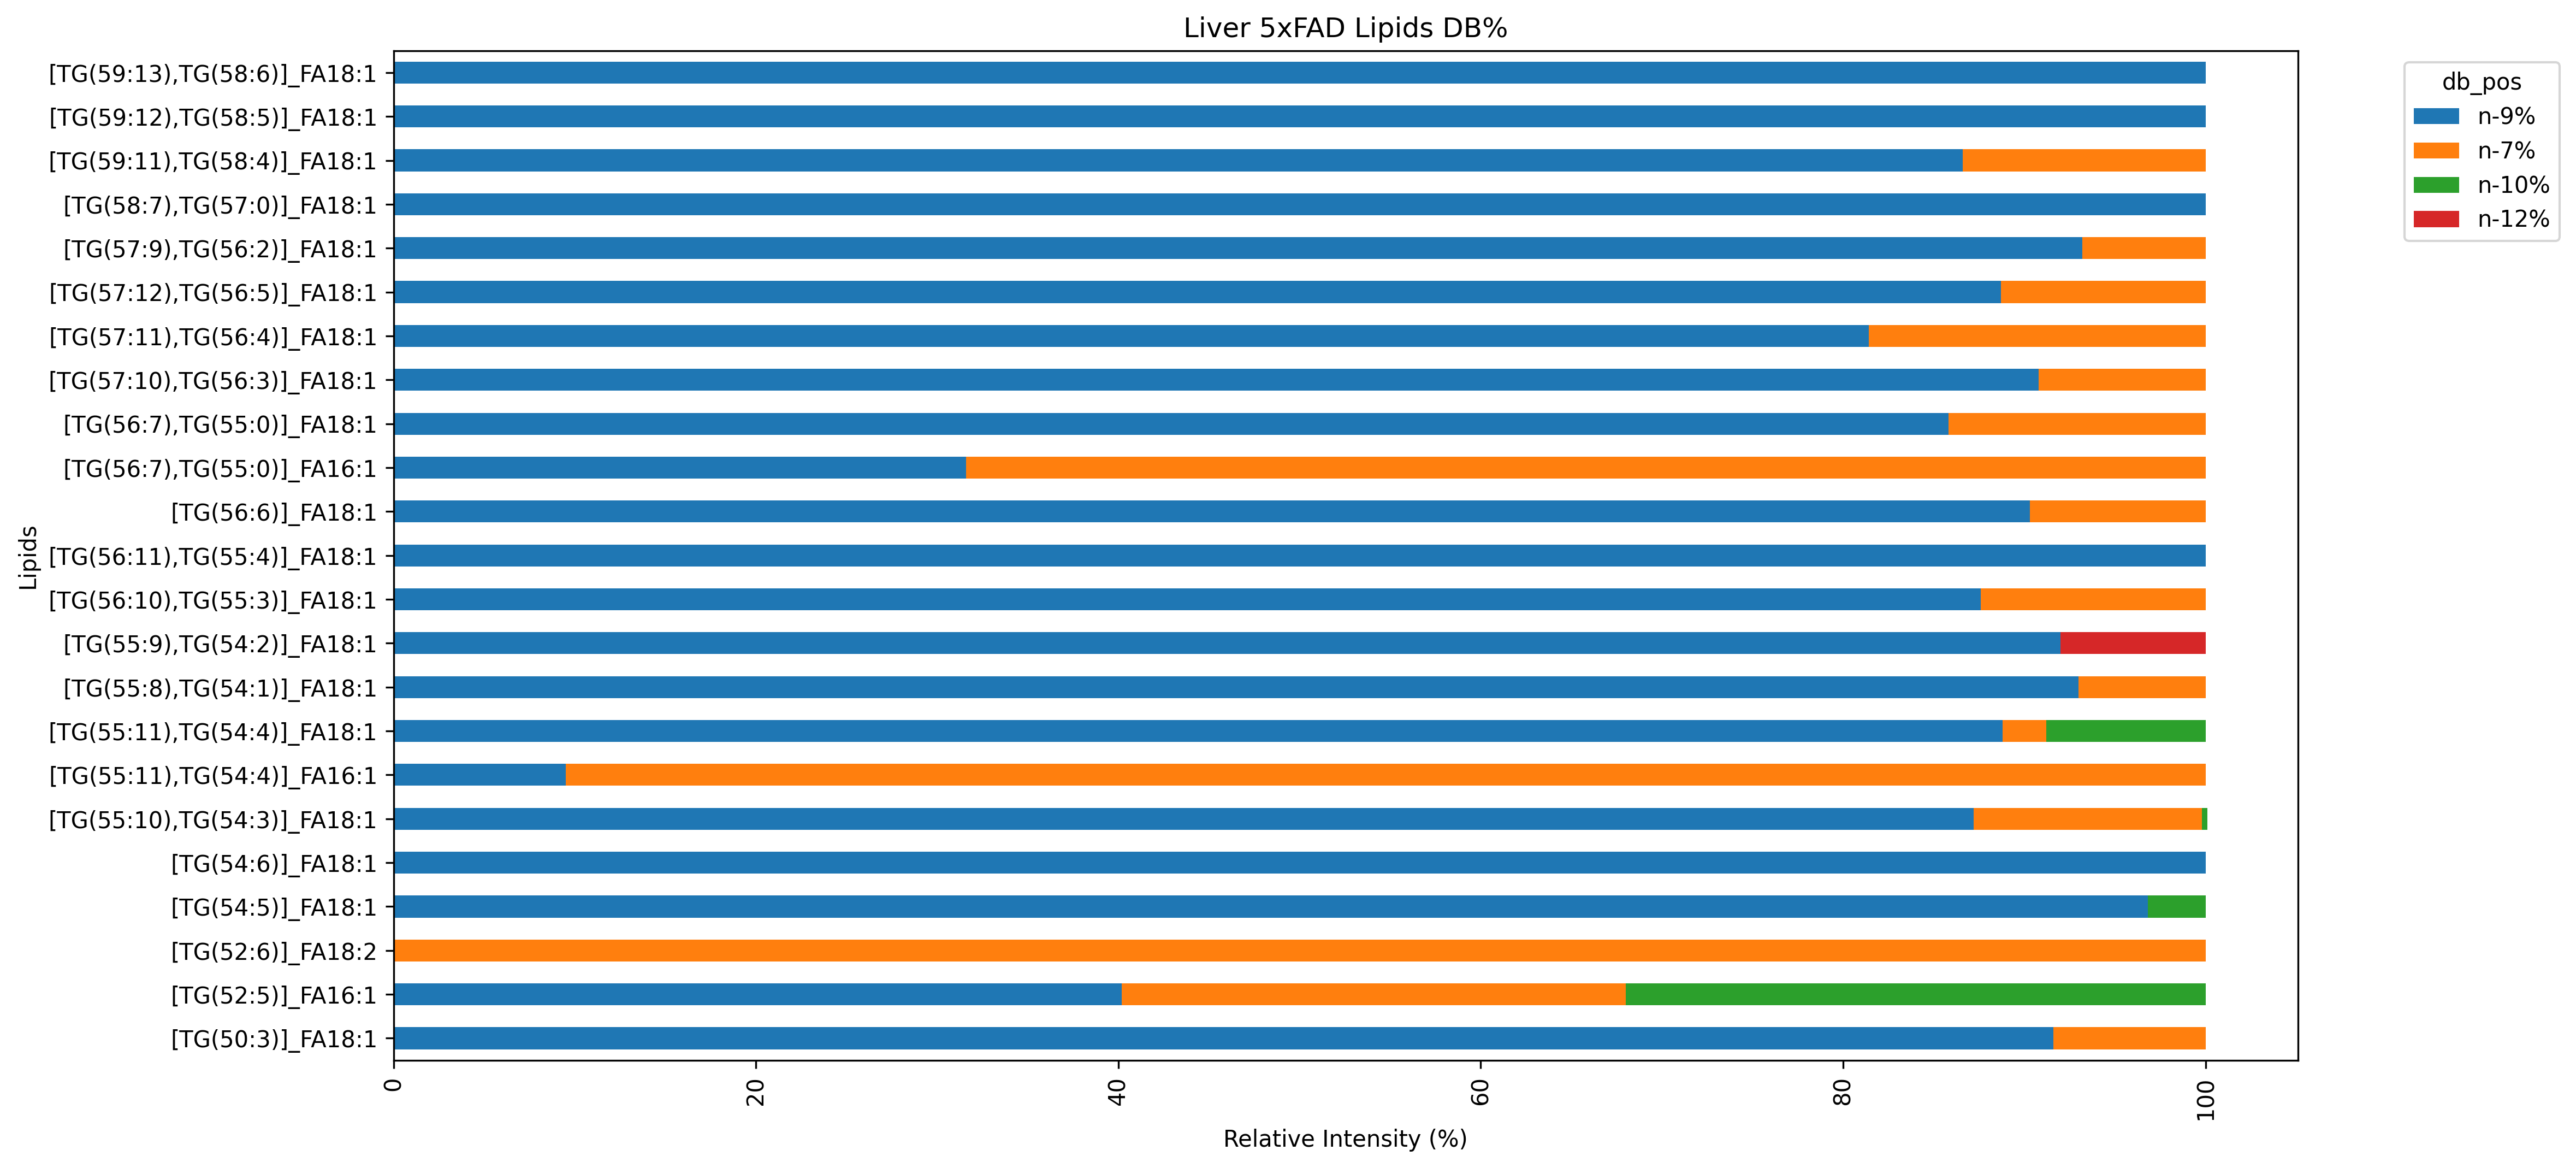 Liver 5xFAD Lipids DB%
[TG(59:13),TG(58:6)]_FA18:1
[TG(59:12),TG(58:5)]_FA18:1
[TG(59:11),TG(58:4)]_FA18:1
[TG(58:7),TG(57:0)]_FA18:1
[TG(57:9),TG(56:2)]_FA18:1
[TG(57:12),TG(56:5)]_FA18:1
[TG(57:11),TG(56:4)]_FA18:1
[TG(57:10),TG(56:3)]_FA18:1
[TG(56:7),TG(55:0)]_FA18:1
[TG(56:7),TG(55:0)]_FA16:1
[TG(56:6)]_FA18:1
[TG(56:11),TG(55:4)]_FA18:1
[TG(56:10),TG(55:3)]_FA18:1
[TG(55:9),TG(54:2)]_FA18:1
[TG(55:8),TG(54:1)]_FA18:1
[TG(55:11),TG(54:4)]_FA18:1
[TG(55:11),TG(54:4)]_FA16:1
[TG(55:10),TG(54:3)]_FA18:1
[TG(54:6)]_FA18:1
[TG(54:5)]_FA18:1
[TG(52:6)]_FA18:2
[TG(52:5)]_FA16:1
[TG(50:3)]_FA18:1
Lipids
0
20
40
60
80
100
Relative Intensity (%)
db_pos
n-9%
n-7%
n-10%
n-12%